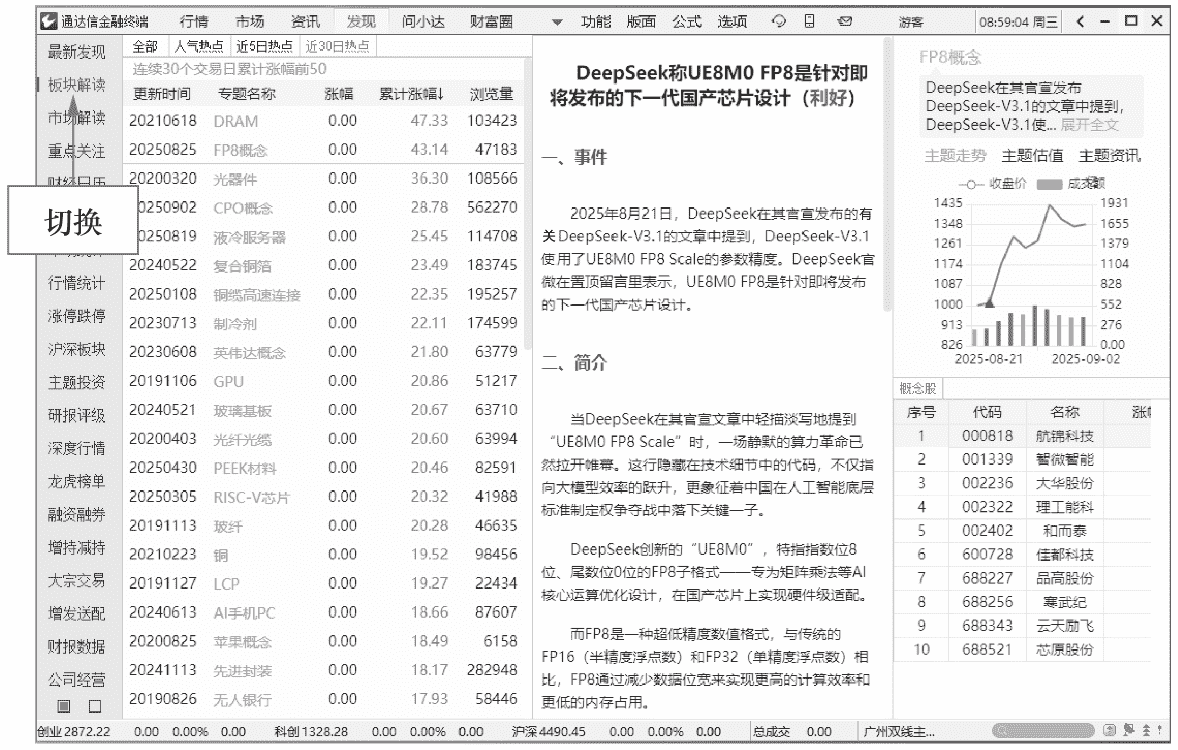 通达信金融终端 行情 市场 资讯 发现 问小达 财富圈 功能 版面 公式 选项 游客 08:59:04 周三
最新发现
板块解读
市场解读
重点关注
财经日历
切换
行情统计
涨停跌停
沪深板块
主题投资
研报评级
深度行情
龙虎榜单
融资融券
增持减持
大宗交易
增发送配
财报数据
公司经营
全部 人气热点 近5日热点 近30日热点
连续30个交易日累计涨幅前50
更新时间 专题名称 涨幅 累计涨幅↓ 浏览量
20210618 DRAM 0.00 47.33 103423
20250825 FP8概念 0.00 43.14 47183
20200320 光器件 0.00 36.30 108566
20250902 CPO概念 0.00 28.78 562270
20250819 液冷服务器 0.00 25.45 114708
20240522 复合铜箔 0.00 23.49 183745
20250108 铜缆高速连接 0.00 22.35 195257
20230713 制冷剂 0.00 22.11 174599
20230608 英伟达概念 0.00 21.80 63779
20191106 GPU 0.00 20.86 51217
20240521 玻璃基板 0.00 20.67 63710
20200403 光纤光缆 0.00 20.60 63994
20250430 PEEK材料 0.00 20.46 82591
20250305 RISC-V芯片 0.00 20.32 41988
20191113 玻纤 0.00 20.28 46635
20210223 铜 0.00 19.52 98456
20191127 LCP 0.00 19.27 22434
20240613 AI手机PC 0.00 18.66 87607
20200825 苹果概念 0.00 18.49 6158
20241113 先进封装 0.00 18.17 282948
20190826 无人银行 0.00 17.93 58446
DeepSeek称UE8M0 FP8是针对即
将发布的下一代国产芯片设计（利好）
一、事件
2025年8月21日，DeepSeek在其官宣发布的有
关DeepSeek-V3.1的文章中提到，DeepSeek-V3.1
使用了UE8M0 FP8 Scale的参数精度。DeepSeek官
微在置顶留言里表示，UE8M0 FP8是针对即将发布
的下一代国产芯片设计。
二、简介
当DeepSeek在其官宣文章中轻描淡写地提到
“UE8M0 FP8 Scale”时，一场静默的算力革命已
然拉开帷幕。这行隐藏在技术细节中的代码，不仅指
向大模型效率的跃升，更象征着中国在人工智能底层
标准制定权争夺战中落下关键一子。
DeepSeek创新的“UE8M0”，特指指数位8
位、尾数位0位的FP8子格式——专为矩阵乘法等AI
核心运算优化设计，在国产芯片上实现硬件级适配。
而FP8是一种超低精度数值格式，与传统的
FP16（半精度浮点数）和FP32（单精度浮点数）相
比，FP8通过减少数据位宽来实现更高的计算效率和
更低的内存占用。
FP8概念
DeepSeek在其官宣发布
DeepSeek-V3.1的文章中提到，
DeepSeek-V3.1使... 展开全文
主题走势 主题估值 主题资讯
收盘价 成交额
1435 1931
1348 1655
1261 1379
1174 1104
1087 828
1000 552
913 276
826 0.00
2025-08-21 2025-09-02
概念股
序号 代码 名称 涨幅
1 000818 航锦科技
2 001339 智微智能
3 002236 大华股份
4 002322 理工能科
5 002402 和而泰
6 600728 佳都科技
7 688227 品高股份
8 688256 寒武纪
9 688343 云天励飞
10 688521 芯原股份
创业2872.22 0.00 0.00% 0.00 科创1328.28 0.00 0.00% 0.00 沪深4490.45 0.00 0.00% 0.00 总成交 0.00 广州双线主...